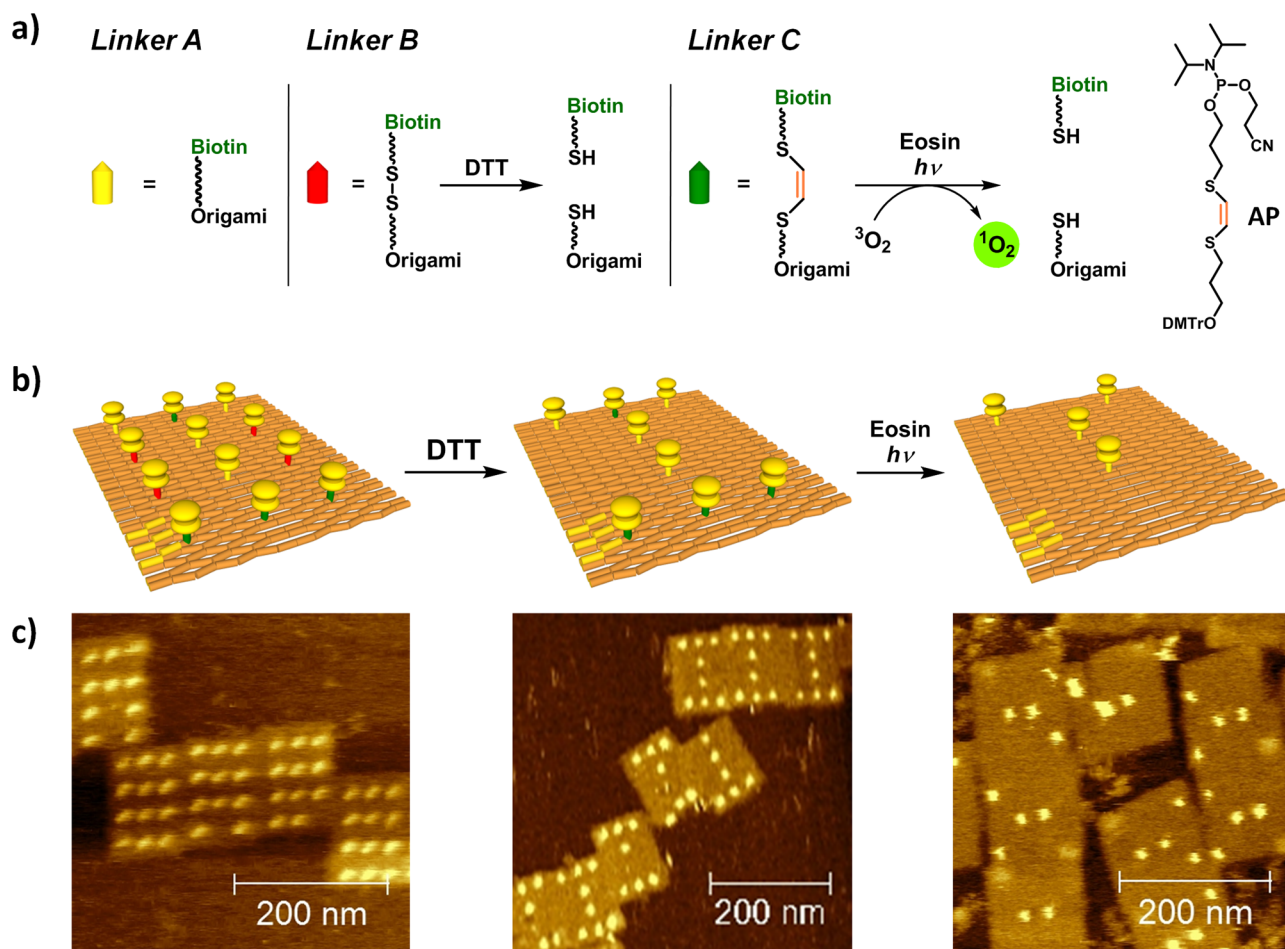 a)
Linker A
Linker B
Linker C
Biotin
Origami
=
Biotin
S
S
Origami
=
DTT
Biotin
SH
SH
Origami
Biotin
S
S
Origami
=
Eosin
hν
³O₂
¹O₂
Biotin
SH
SH
Origami
N
P
O
O
CN
S
S
AP
DMTrO
b)
DTT
Eosin
hν
c)
200 nm
200 nm
200 nm